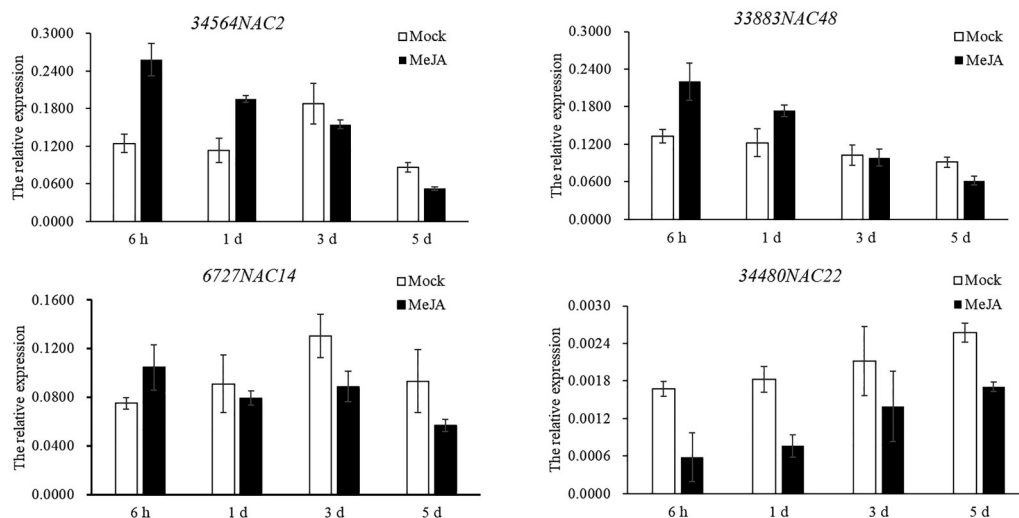 34564NAC2
Mock
MeJA
The relative expression
0.3000
0.2400
0.1800
0.1200
0.0600
0.0000
6 h 1 d 3 d 5 d
33883NAC48
Mock
MeJA
The relative expression
0.3000
0.2400
0.1800
0.1200
0.0600
0.0000
6 h 1 d 3 d 5 d
6727NAC14
Mock
MeJA
The relative expression
0.1600
0.1200
0.0800
0.0400
0.0000
6 h 1 d 3 d 5 d
34480NAC22
Mock
MeJA
The relative expression
0.0030
0.0024
0.0018
0.0012
0.0006
0.0000
6 h 1 d 3 d 5 d